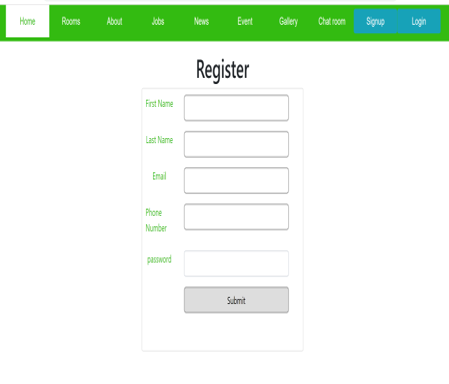 Home Rooms About Jobs News Event Gallery Chat room Signup Login
Register
First Name
Last Name
Email
Phone
Number
password
Submit